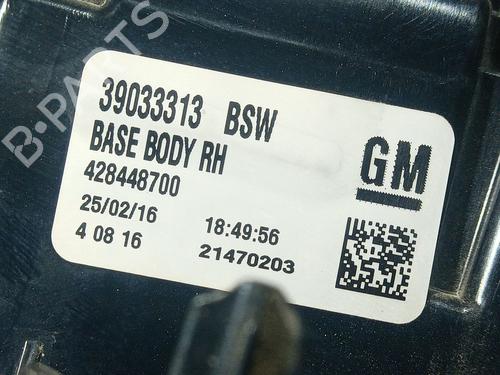 B-PARTS
39033313 BSW
BASE BODY RH
428448700
GM
25/02/16 18:49:56
4 08 16 21470203